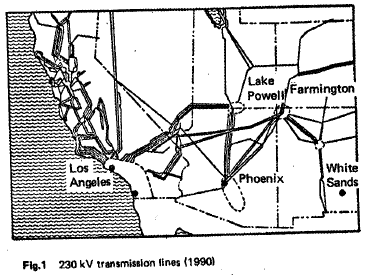 Lake
Powell
Farmington
Los
Angeles
Phoenix
White
Sands
Fig.1 230 kV transmission lines (1990)